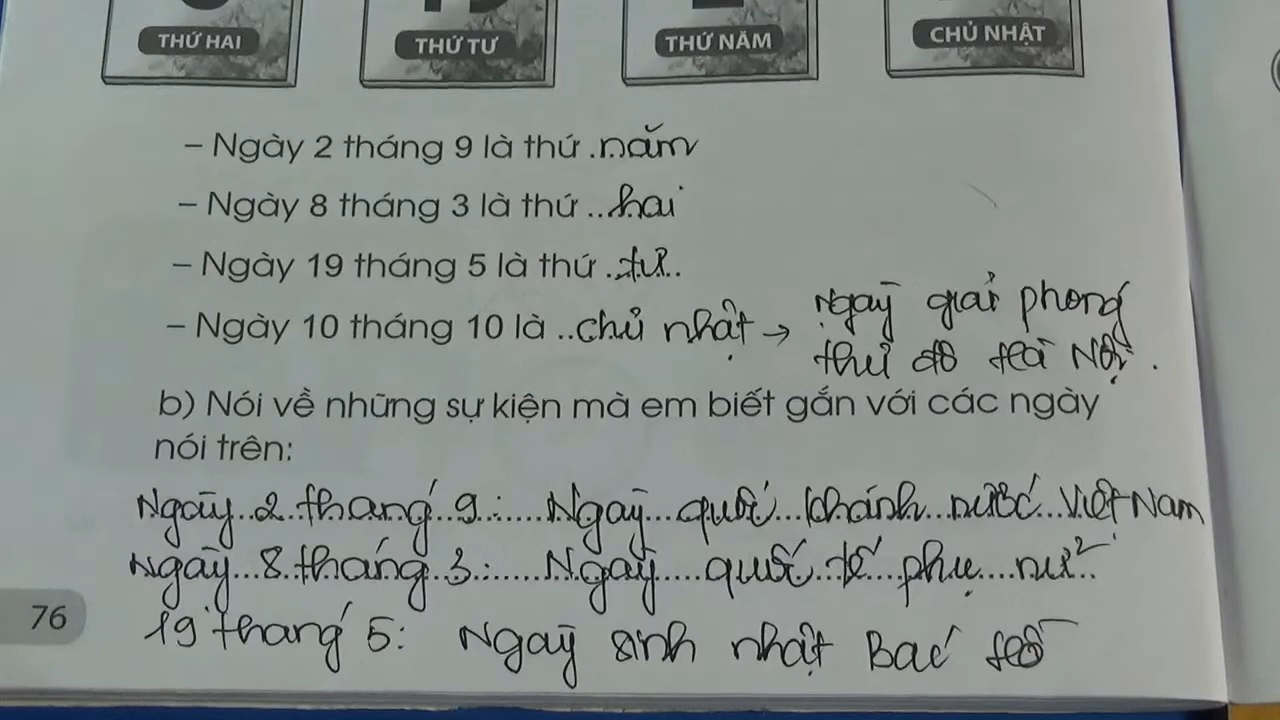 THỨ HAI THỨ TƯ THỨ NĂM CHỦ NHẬT
– Ngày 2 tháng 9 là thứ .năm
– Ngày 8 tháng 3 là thứ ..hai
– Ngày 19 tháng 5 là thứ .tư..
– Ngày 10 tháng 10 là ..chủ nhật → Ngày giải phóng
thủ đô Hà Nội.
b) Nói về những sự kiện mà em biết gắn với các ngày
nói trên:
Ngày 2 tháng 9: Ngày quốc khánh nước Việt Nam
Ngày 8 tháng 3: Ngày quốc tế phụ nữ
19 tháng 5: Ngày sinh nhật Bác Hồ
76